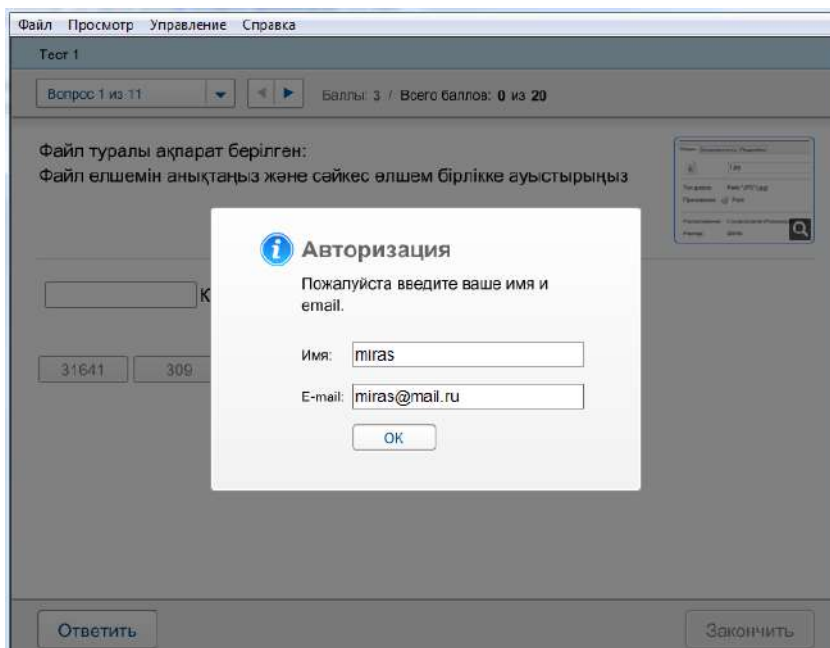 Файл Просмотр Управление Справка
Тест 1
Вопрос 1 из 11
Баллы: 3 / Всего баллов: 0 из 20
Файл туралы ақпарат берілген:
Файл өлшемін анықтаңыз және сәйкес өлшем бірлікке ауыстырыңыз
Авторизация
Пожалуйста введите ваше имя и
email.
К
Имя: miras
31641 309
E-mail: miras@mail.ru
OK
Ответить Закончить